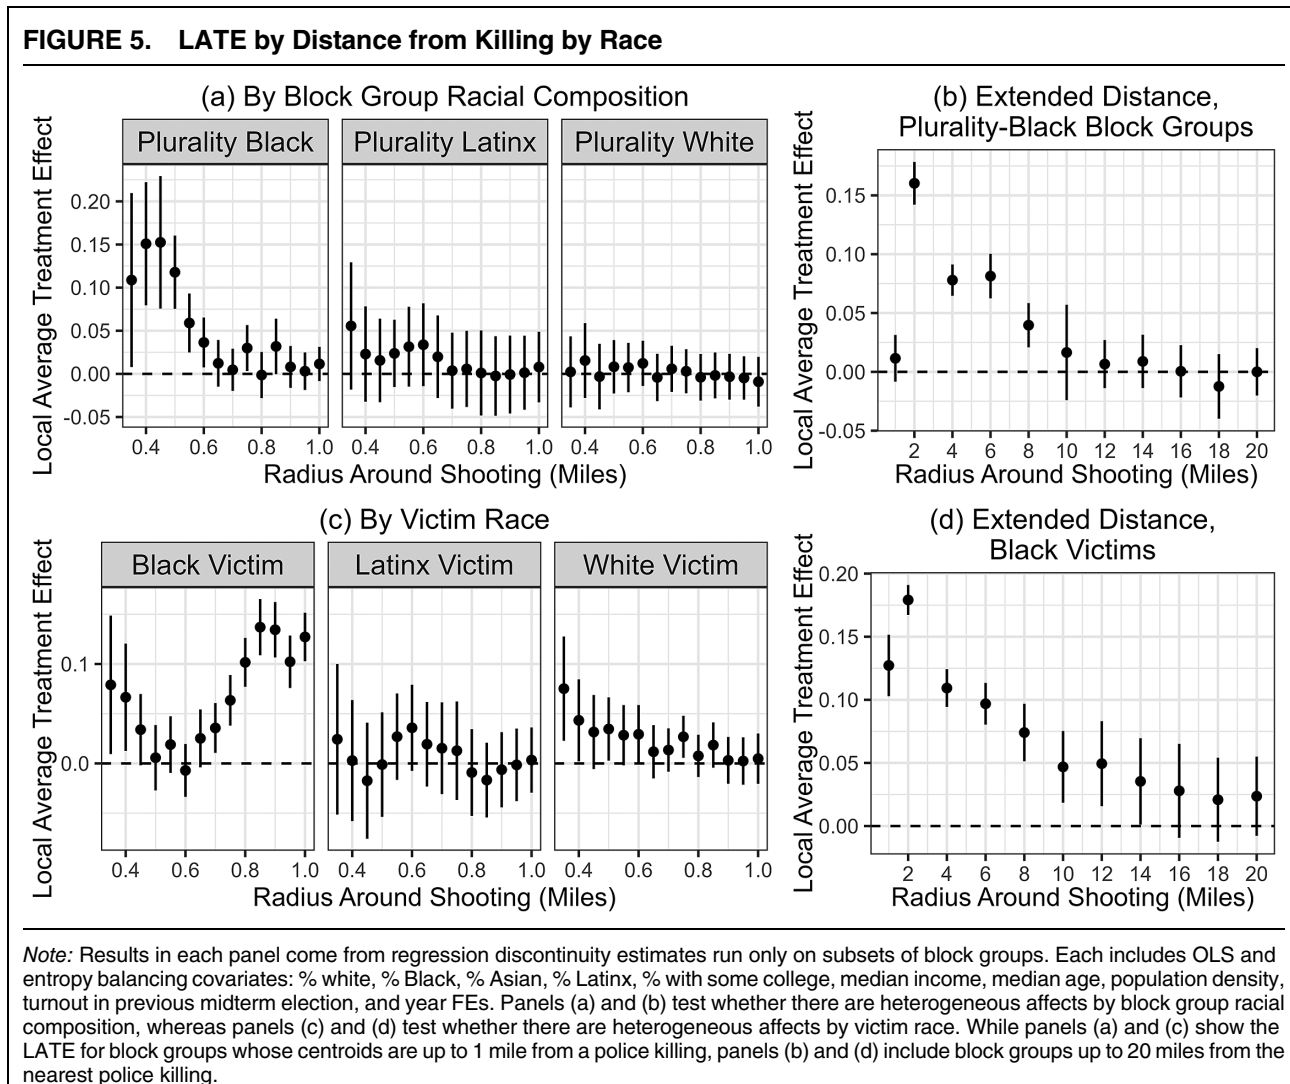 FIGURE 5. LATE by Distance from Killing by Race
(a) By Block Group Racial Composition
Plurality Black
Plurality Latinx
Plurality White
Local Average Treatment Effect
0.20
0.15
0.10
0.05
0.00
-0.05
0.4 0.6 0.8 1.0
0.4 0.6 0.8 1.0
0.4 0.6 0.8 1.0
Radius Around Shooting (Miles)
(b) Extended Distance,
Plurality-Black Block Groups
Local Average Treatment Effect
0.15
0.10
0.05
0.00
-0.05
2 4 6 8 10 12 14 16 18 20
Radius Around Shooting (Miles)
(c) By Victim Race
Black Victim
Latinx Victim
White Victim
Local Average Treatment Effect
0.1
0.0
0.4 0.6 0.8 1.0
0.4 0.6 0.8 1.0
0.4 0.6 0.8 1.0
Radius Around Shooting (Miles)
(d) Extended Distance,
Black Victims
Local Average Treatment Effect
0.20
0.15
0.10
0.05
0.00
2 4 6 8 10 12 14 16 18 20
Radius Around Shooting (Miles)
Note: Results in each panel come from regression discontinuity estimates run only on subsets of block groups. Each includes OLS and
entropy balancing covariates: % white, % Black, % Asian, % Latinx, % with some college, median income, median age, population density,
turnout in previous midterm election, and year FEs. Panels (a) and (b) test whether there are heterogeneous affects by block group racial
composition, whereas panels (c) and (d) test whether there are heterogeneous affects by victim race. While panels (a) and (c) show the
LATE for block groups whose centroids are up to 1 mile from a police killing, panels (b) and (d) include block groups up to 20 miles from the
nearest police killing.